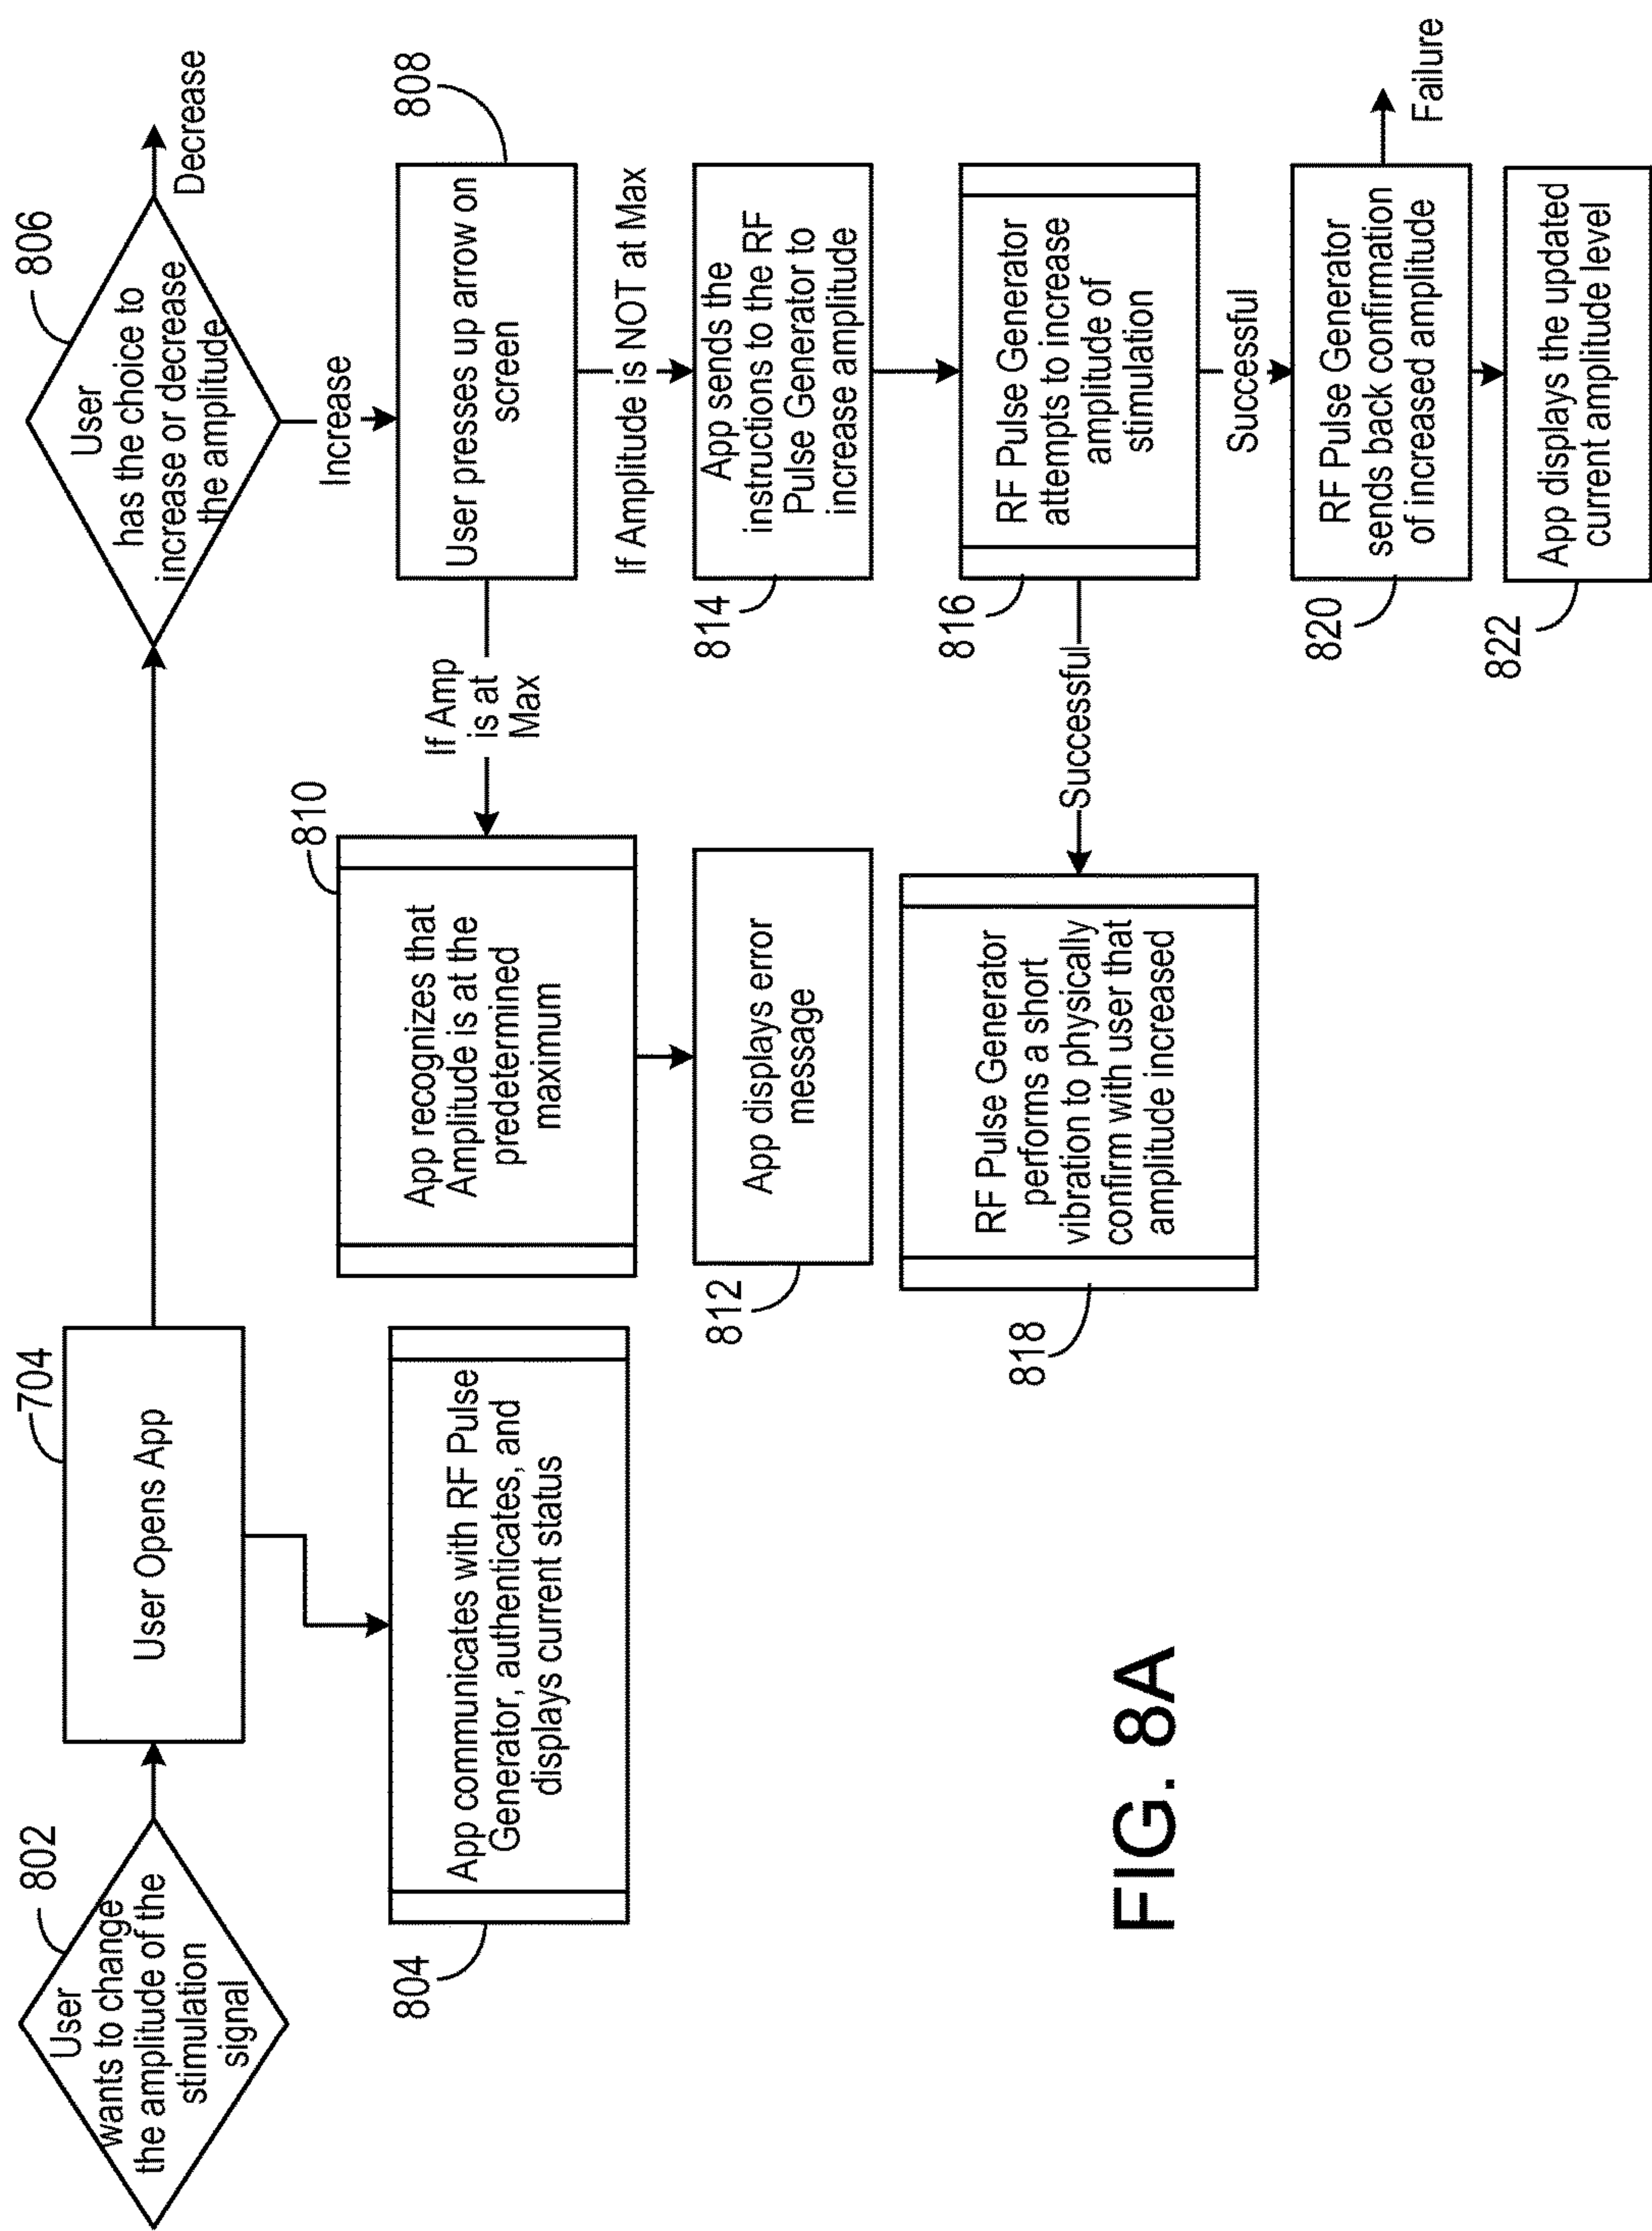 802
User
wants to change
the amplitude of the
stimulation
signal
704
User Opens App
804
App communicates with RF Pulse
Generator, authenticates, and
displays current status
806
User
has the choice to
increase or decrease
the amplitude
Decrease
Increase
808
User presses up arrow on
screen
If Amp
is at
Max
810
App recognizes that
Amplitude is at the
predetermined
maximum
812
App displays error
message
If Amplitude is NOT at Max
814
App sends the
instructions to the RF
Pulse Generator to
increase amplitude
816
RF Pulse Generator
attempts to increase
amplitude of
stimulation
Successful
818
RF Pulse Generator
performs a short
vibration to physically
confirm with user that
amplitude increased
Successful
820
RF Pulse Generator
sends back confirmation
of increased amplitude
Failure
822
App displays the updated
current amplitude level
FIG. 8A